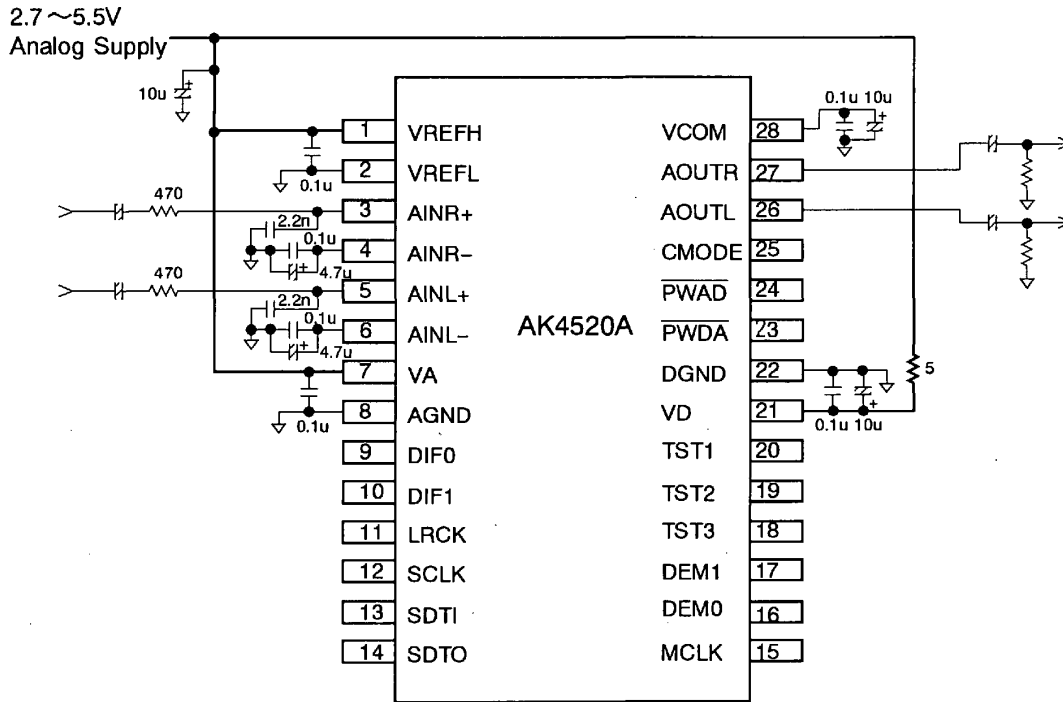 2.7～5.5V
Analog Supply
10u
0.1u 10u
1 VREFH
VCOM 28
2 VREFL
AOUTR 27
0.1u
470
3 AINR+
AOUTL 26
2.2n
0.1u
4 AINR−
CMODE 25
4.7u
470
5 AINL+
PWAD 24
2.2n
0.1u
6 AINL−
AK4520A
PWDA 23
4.7u
7 VA
DGND 22
5
8 AGND
VD 21
0.1u
0.1u 10u
9 DIF0
TST1 20
10 DIF1
TST2 19
11 LRCK
TST3 18
12 SCLK
DEM1 17
13 SDTI
DEM0 16
14 SDTO
MCLK 15